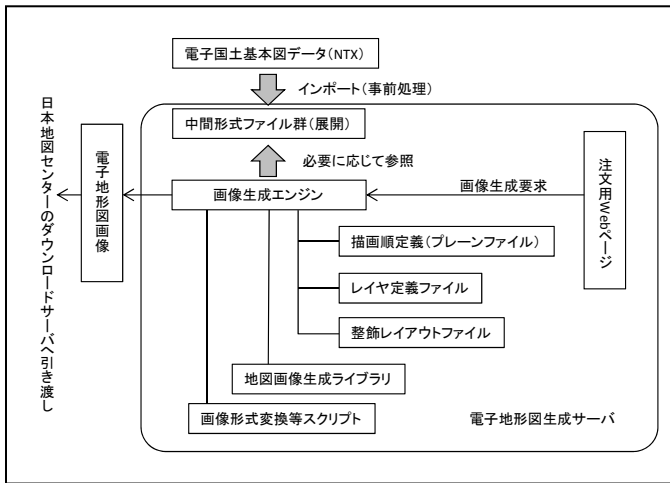 電子国土基本図データ(NTX)
インポート(事前処理)
中間形式ファイル群(展開)
必要に応じて参照
画像生成エンジン
画像生成要求
注文用Webページ
電子地形図画像
日本地図センターのダウンロードサーバへ引き渡し
描画順定義(プレーンファイル)
レイヤ定義ファイル
整飾レイアウトファイル
地図画像生成ライブラリ
画像形式変換等スクリプト
電子地形図生成サーバ